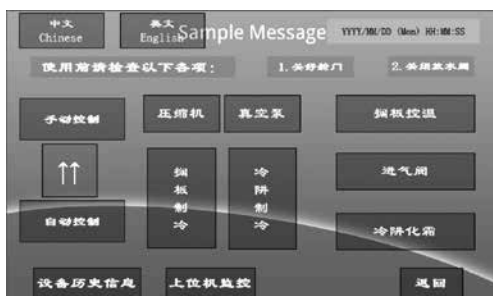 中文
Chinese
英文
English
Sample Message
YYYY/MM/DD (Mon) HH:MM:SS
使用前请检查以下各项：
1. 关好舱门
2. 关闭放水阀
手动控制
压缩机
真空泵
搁板控温
↑↑
搁板制冷
冷阱制冷
进气阀
自动控制
冷阱化霜
设备历史信息
上位机监控
返回